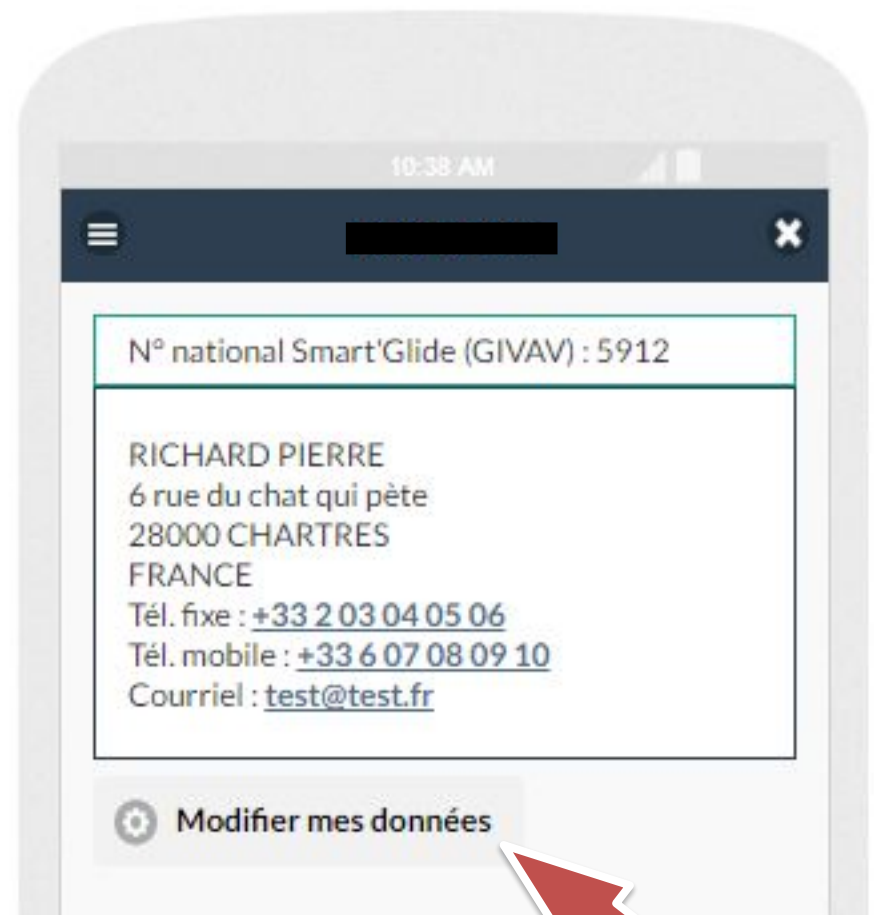 10:38 AM
N° national Smart'Glide (GIVAV) : 5912
RICHARD PIERRE
6 rue du chat qui pète
28000 CHARTRES
FRANCE
Tél. fixe : +33 2 03 04 05 06
Tél. mobile : +33 6 07 08 09 10
Courriel : test@test.fr
Modifier mes données